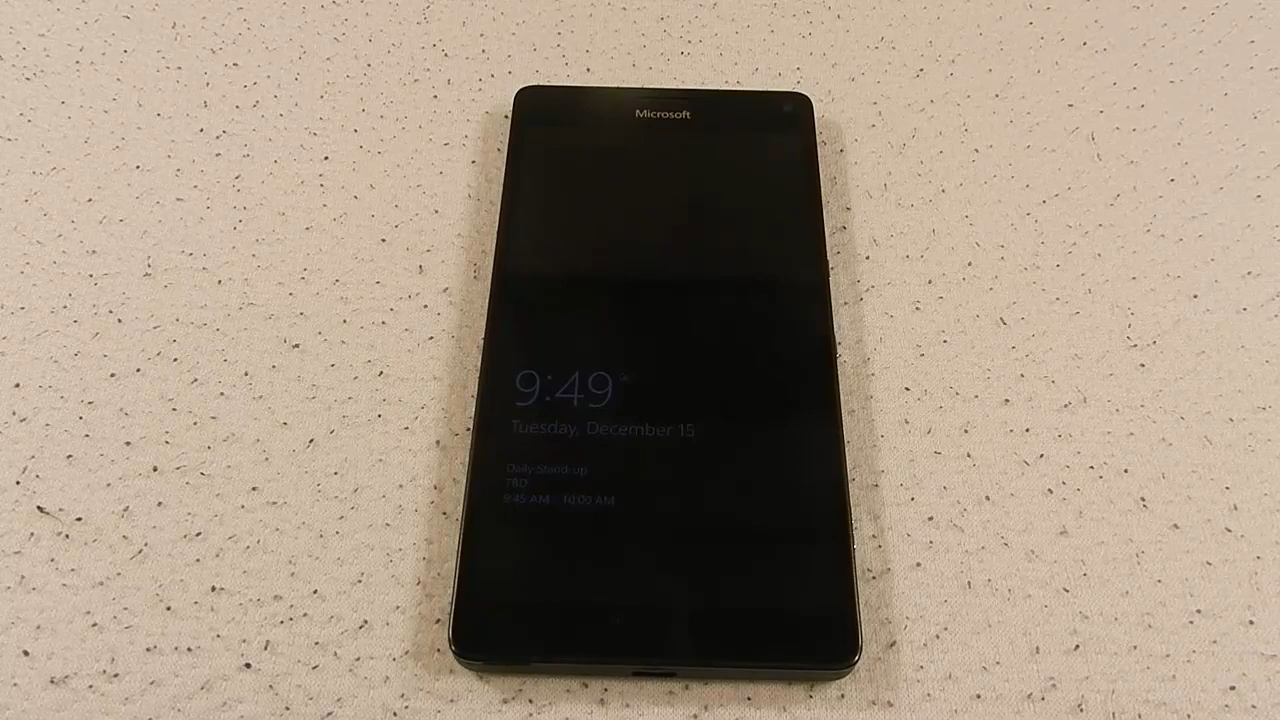 Microsoft
9:49
Tuesday, December 15
Daily Stand-up
TBD
9:45 AM - 10:00 AM